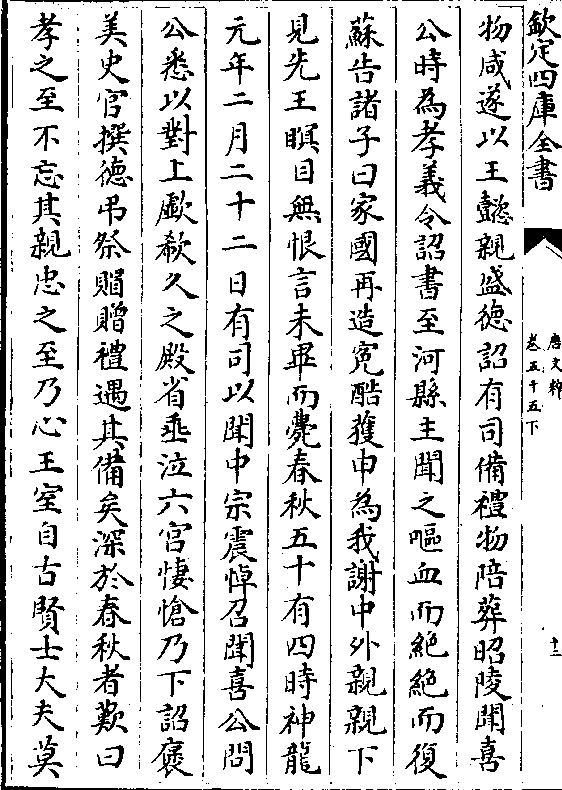 欽定四庫全書
唐文粹
卷五十五下
十二
物咸遂以王懿親盛徳詔有司備禮物陪葬昭陵聞喜
公時為孝義令詔書至河縣主聞之嘔血而絶絶而復
蘇告諸子曰家國再造寃酷獲申為我謝中外親親下
見先王瞑目無恨言未畢而薨春秋五十有四時神龍
元年二月二十二日有司以聞中宗震悼召聞喜公問
公悉以對上歔欷久之殿省垂泣六宫悽愴乃下詔褒
美史官撰徳弔祭賵贈禮遇其備矣深於春秋者歎曰
孝之至不忘其親忠之至乃心王室自古賢士大夫莫